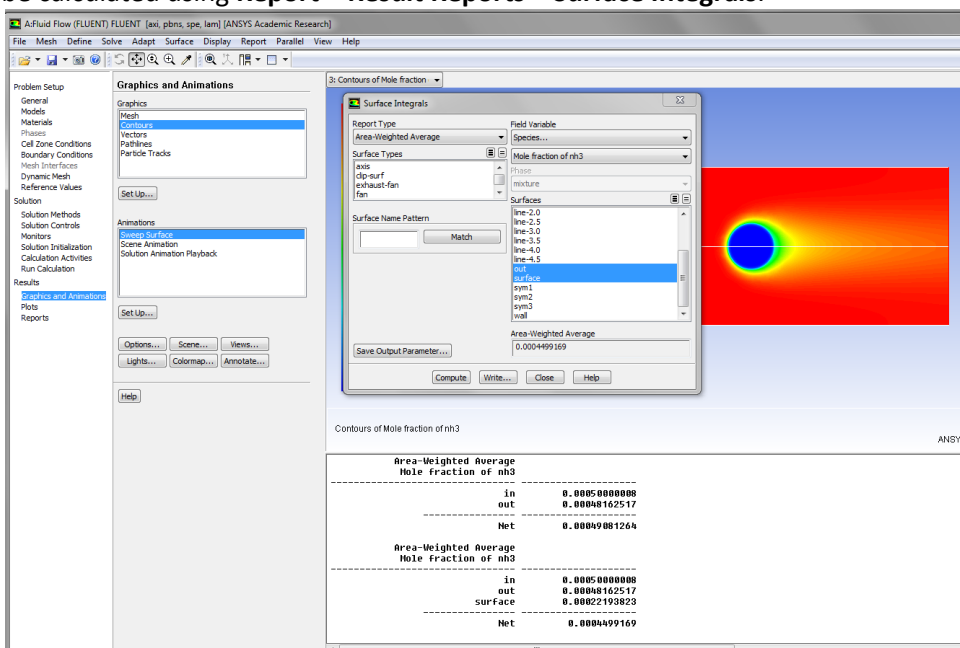 be calculated using Report – Result Reports – Surface Integrals.
A:Fluid Flow (FLUENT) FLUENT [axi, pbns, spe, lam] [ANSYS Academic Research]
File Mesh Define Solve Adapt Surface Display Report Parallel View Help
Problem Setup
General
Models
Materials
Phases
Cell Zone Conditions
Boundary Conditions
Mesh Interfaces
Dynamic Mesh
Reference Values
Solution
Solution Methods
Solution Controls
Monitors
Solution Initialization
Calculation Activities
Run Calculation
Results
Graphics and Animations
Plots
Reports
Graphics and Animations
Graphics
Mesh
Contours
Vectors
Pathlines
Particle Tracks
Set Up...
Animations
Sweep Surface
Scene Animation
Solution Animation Playback
Set Up...
Options... Scene... Views...
Lights... Colormap... Annotate...
Help
3: Contours of Mole fraction
Surface Integrals
Report Type
Area-Weighted Average
Surface Types
axis
clip-surf
exhaust-fan
fan
Surface Name Pattern
Match
Save Output Parameter...
Field Variable
Species...
Mole fraction of nh3
Phase
mixture
Surfaces
line-2.0
line-2.5
line-3.0
line-3.5
line-4.0
line-4.5
out
surface
sym1
sym2
sym3
wall
Area-Weighted Average
0.0004499169
Compute Write... Close Help
Contours of Mole fraction of nh3
ANSY
Area-Weighted Average
Mole fraction of nh3
-------------------------------- --------------------
in 0.00050000008
out 0.00048162517
---------------- --------------------
Net 0.00049081264
Area-Weighted Average
Mole fraction of nh3
-------------------------------- --------------------
in 0.00050000008
out 0.00048162517
surface 0.00022193823
---------------- --------------------
Net 0.0004499169